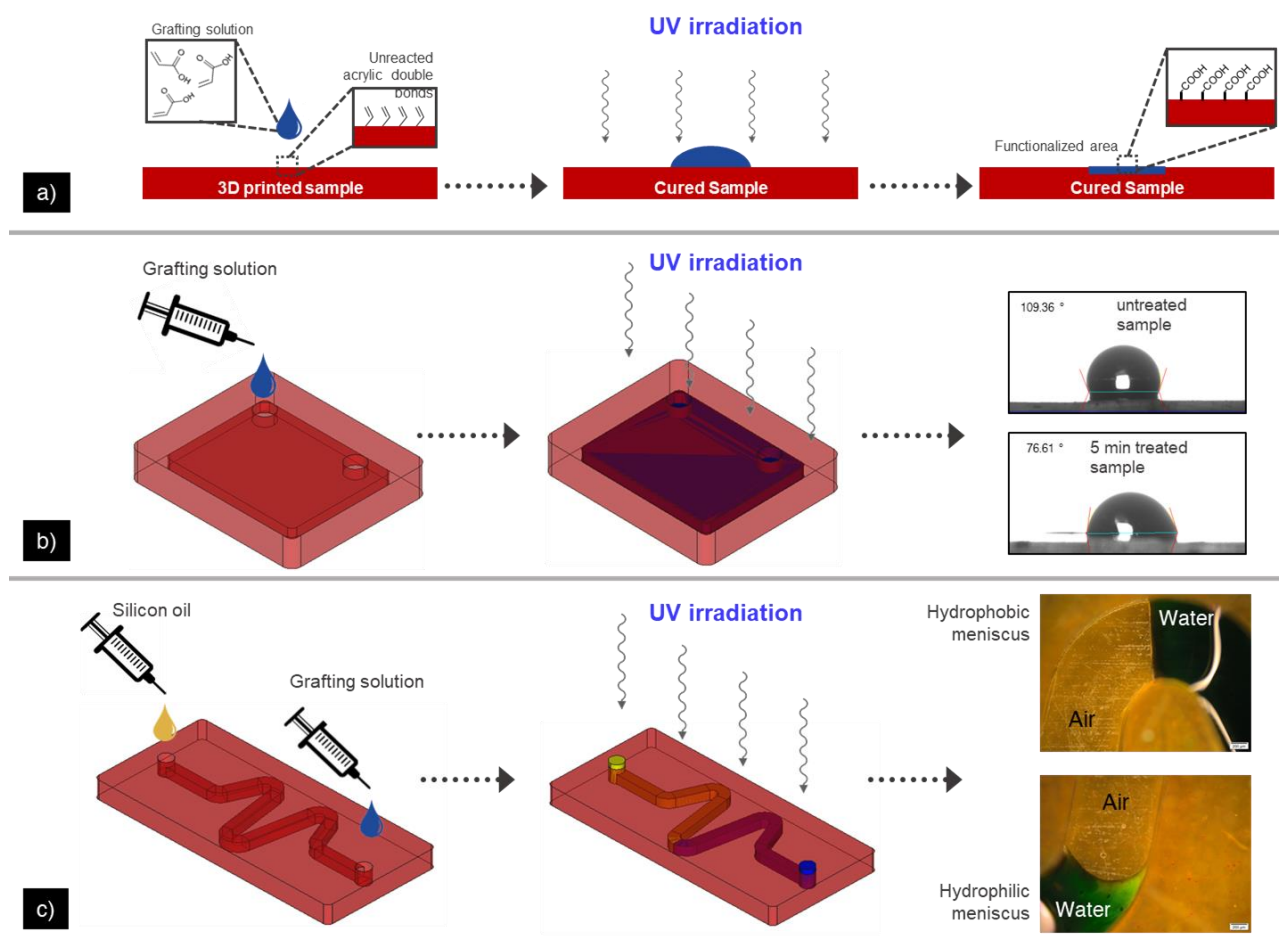 Grafting solution
O
OH
O
OH
O
OH
Unreacted
acrylic double
bonds
3D printed sample
UV irradiation
Cured Sample
COOH
COOH
COOH
COOH
Functionalized area
Cured Sample
a)
Grafting solution
UV irradiation
109.36 °
untreated
sample
76.61 °
5 min treated
sample
b)
Silicon oil
Grafting solution
UV irradiation
Hydrophobic
meniscus
Water
Air
Hydrophilic
meniscus
Air
Water
c)